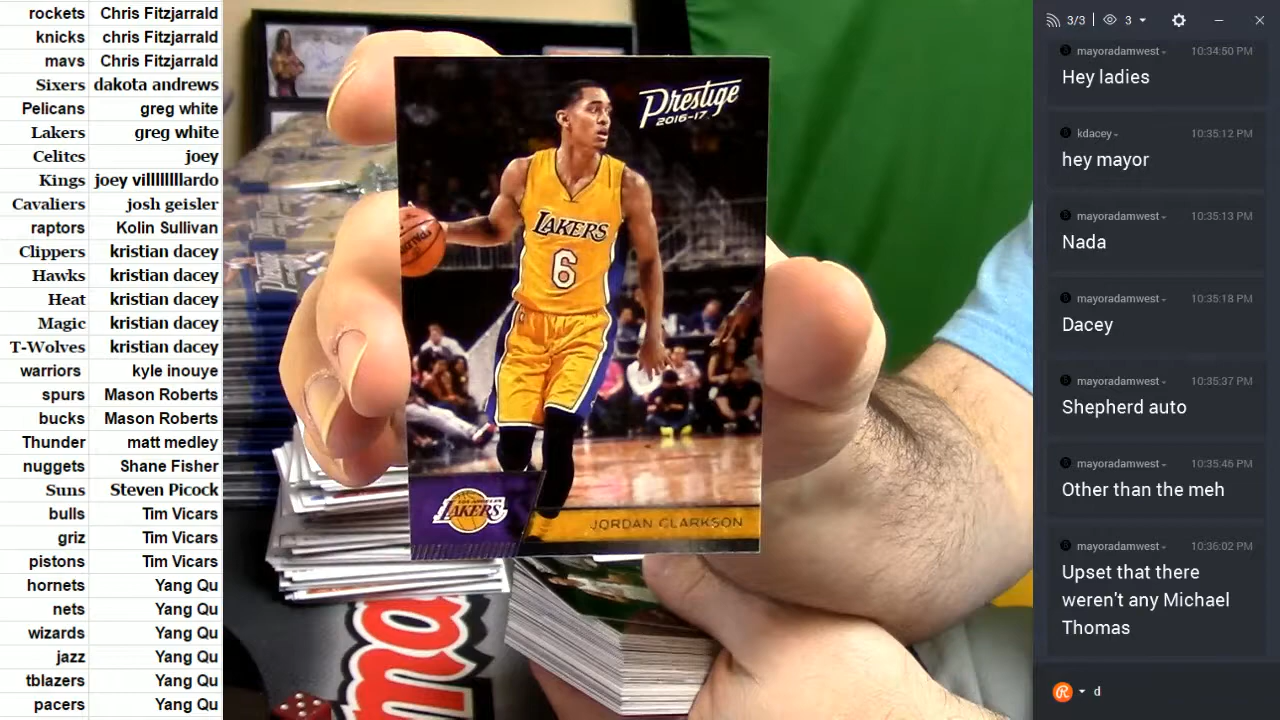 rockets Chris Fitzjarrald
knicks chris Fitzjarrald
mavs Chris Fitzjarrald
Sixers dakota andrews
Pelicans greg white
Lakers greg white
Celitcs joey
Kings joey villlllllllardo
Cavaliers josh geisler
raptors Kolin Sullivan
Clippers kristian dacey
Hawks kristian dacey
Heat kristian dacey
Magic kristian dacey
T-Wolves kristian dacey
warriors kyle inouye
spurs Mason Roberts
bucks Mason Roberts
Thunder matt medley
nuggets Shane Fisher
Suns Steven Picock
bulls Tim Vicars
griz Tim Vicars
pistons Tim Vicars
hornets Yang Qu
nets Yang Qu
wizards Yang Qu
jazz Yang Qu
tblazers Yang Qu
pacers Yang Qu
Prestige
2016-17
LAKERS
6
LAKERS
JORDAN CLARKSON
ma
3/3 3
mayoradamwest 10:34:50 PM
Hey ladies
kdacey 10:35:12 PM
hey mayor
mayoradamwest 10:35:13 PM
Nada
mayoradamwest 10:35:18 PM
Dacey
mayoradamwest 10:35:37 PM
Shepherd auto
mayoradamwest 10:35:46 PM
Other than the meh
mayoradamwest 10:36:02 PM
Upset that there
weren't any Michael
Thomas
d